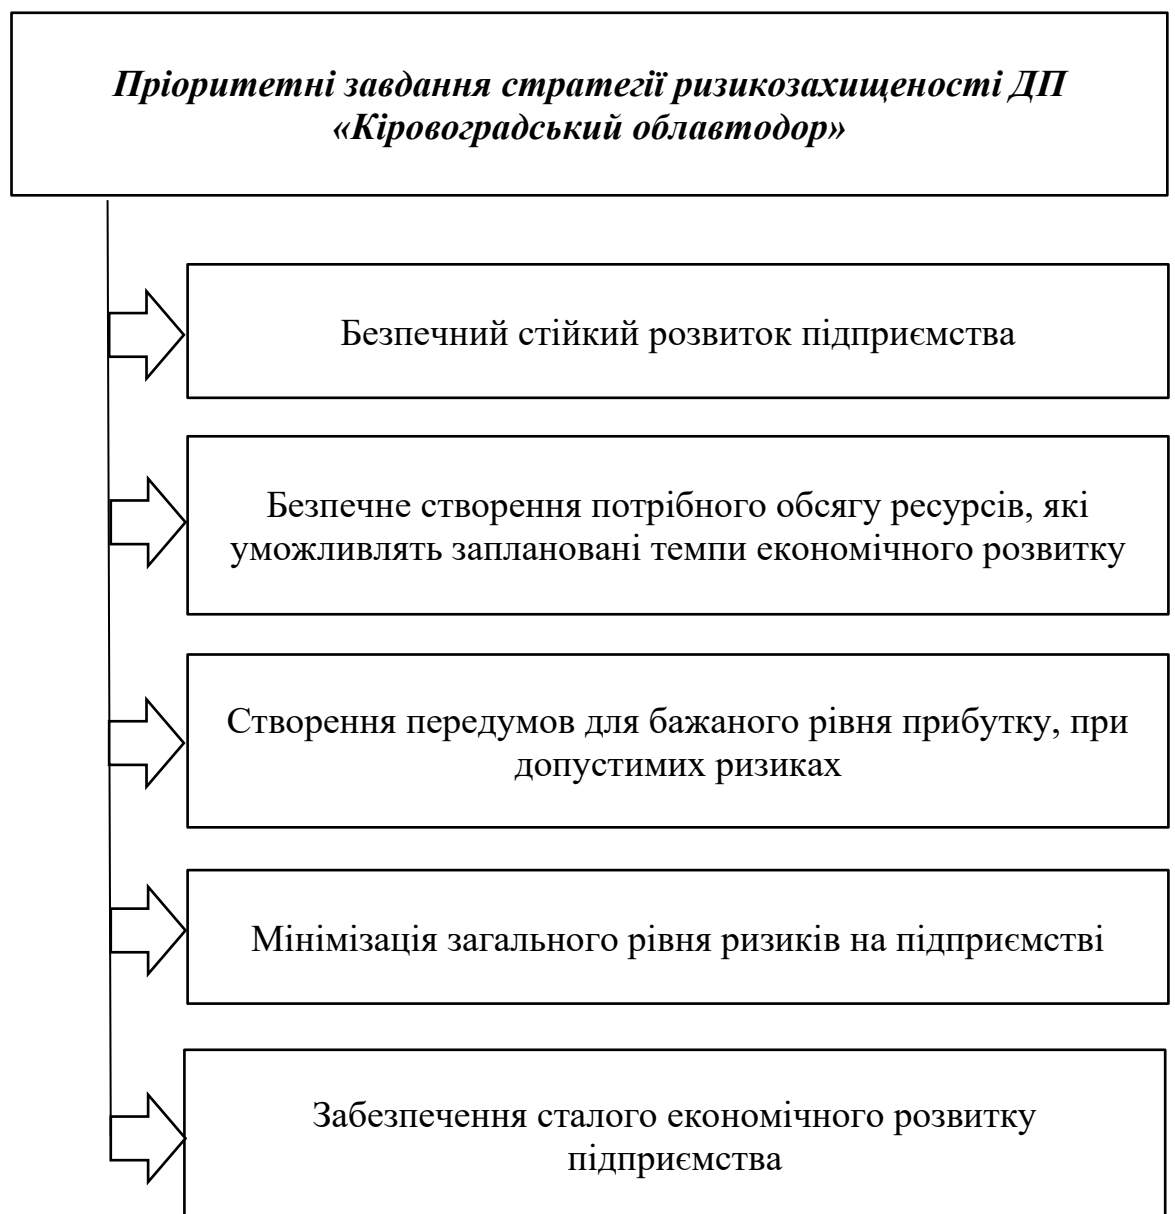 Пріоритетні завдання стратегії ризикозахищеності ДП
«Кіровоградський облавтодор»
Безпечний стійкий розвиток підприємства
Безпечне створення потрібного обсягу ресурсів, які
уможливлять заплановані темпи економічного розвитку
Створення передумов для бажаного рівня прибутку, при
допустимих ризиках
Мінімізація загального рівня ризиків на підприємстві
Забезпечення сталого економічного розвитку
підприємства